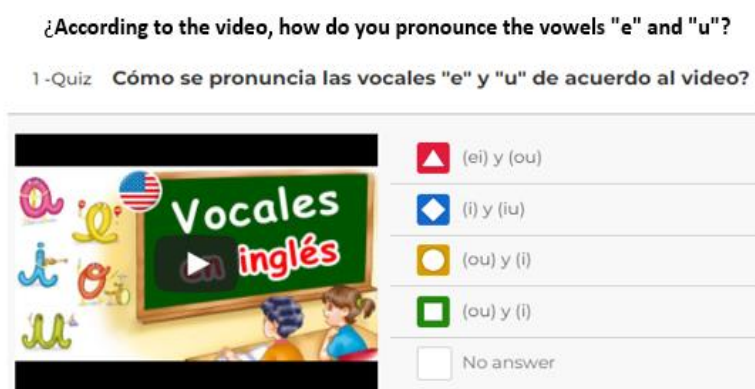 ¿According to the video, how do you pronounce the vowels "e" and "u"?
1 -Quiz Cómo se pronuncia las vocales "e" y "u" de acuerdo al video?
a
e
i
o
u
Vocales
en inglés
(ei) y (ou)
(i) y (iu)
(ou) y (i)
(ou) y (i)
No answer